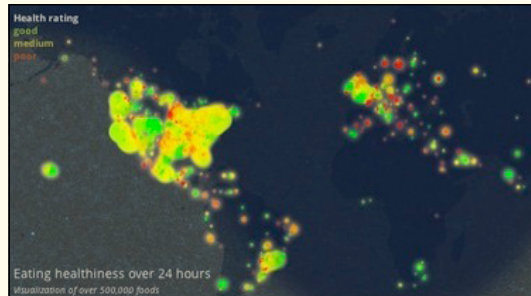 Health rating
good
medium
poor
Eating healthiness over 24 hours
Visualization of over 500,000 foods